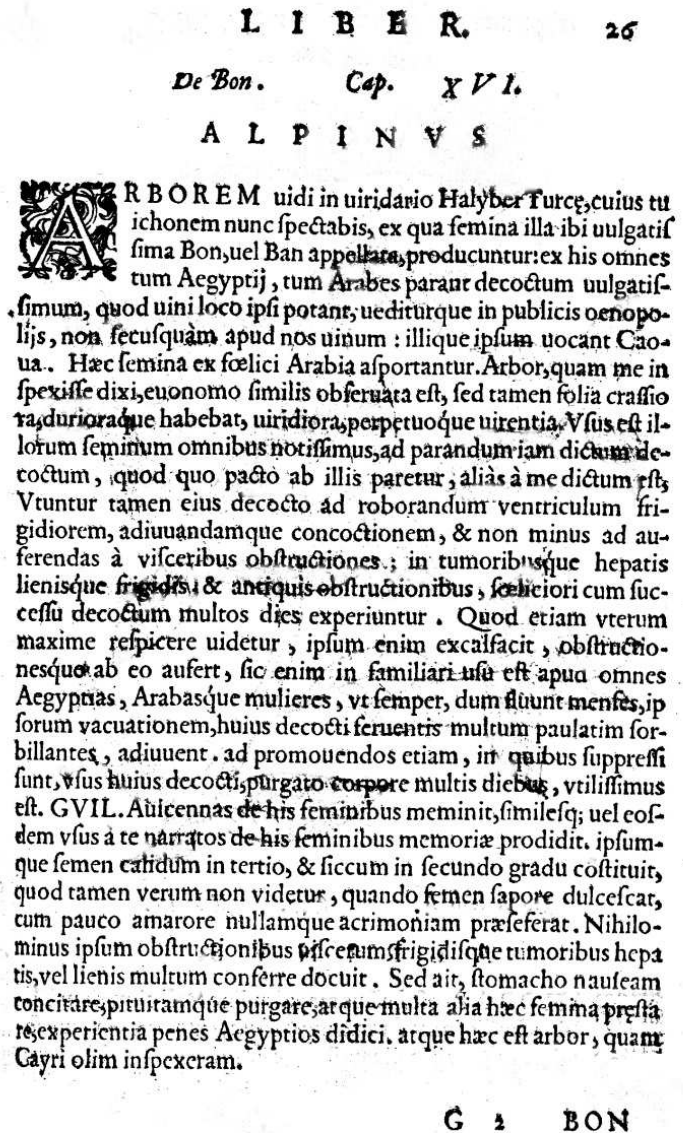 LIBER. 26
De Bon. Cap. XVI.
ALPINVS
ARBOREM uidi in uiridario Halyber Turcę, cuius tu
ichonem nunc spectabis, ex qua semina illa ibi uulgatis
sima Bon, uel Ban appellata, producuntur: ex his omnes
tum Aegyptij, tum Arabes parant decoctum uulgatis-
simum, quod uini loco ipsi potant, uęditurque in publicis oenopo-
lijs, non secusquàm apud nos uinum: illique ipsum uocant Cao-
ua. Hæc semina ex fœlici Arabia asportantur. Arbor, quam me in
spexisse dixi, euonomo similis obseruata est, sed tamen folia crassio
ra, durioraque habebat, uiridiora, perpetuoque uirentia. Vsus est il-
lorum seminum omnibus notissimus, ad parandum iam dictum de-
coctum, quod quo pacto ab illis paretur, aliàs à me dictum est,
Vtuntur tamen eius decocto ad roborandum ventriculum fri-
gidiorem, adiuuandamque concoctionem, & non minus ad au-
ferendas à visceribus obstructiones; in tumoribusque hepatis
lienisque frigidis, & antiquis obstructionibus, fœliciori cum suc-
cessu decoctum multos dies experiuntur. Quod etiam vterum
maxime respicere uidetur, ipsum enim excalfacit, obstructio-
nesque ab eo aufert, sic enim in familiari usu est apud omnes
Aegyptias, Arabasque mulieres, vt semper, dum fluunt menses, ip
sorum vacuationem, huius decocti feruentis multum paulatim sor-
billantes, adiuuent. ad promouendos etiam, in quibus suppressi
sunt, vsus huius decocti, purgato corpore multis diebus, vtilissimus
est. GVIL. Auicennas de his seminibus meminit, similesq; uel eos-
dem vsus à te narratos de his seminibus memoriæ prodidit. ipsum-
que semen calidum in tertio, & siccum in secundo gradu cõstituit,
quod tamen verum non videtur, quando semen sapore dulcescat,
cum pauco amarore nullamque acrimoniam præseferat. Nihilo-
minus ipsum obstructionibus viscerum, frigidisque tumoribus hepa
tis, vel lienis multum conferre docuit. Sed ait, stomacho nauseam
concitare, pituitamque purgare, atque multa alia hæc semina pręsta
re, experientia penes Aegyptios didici. atque hæc est arbor, quam
Cayri olim inspexeram.
G 2 BON